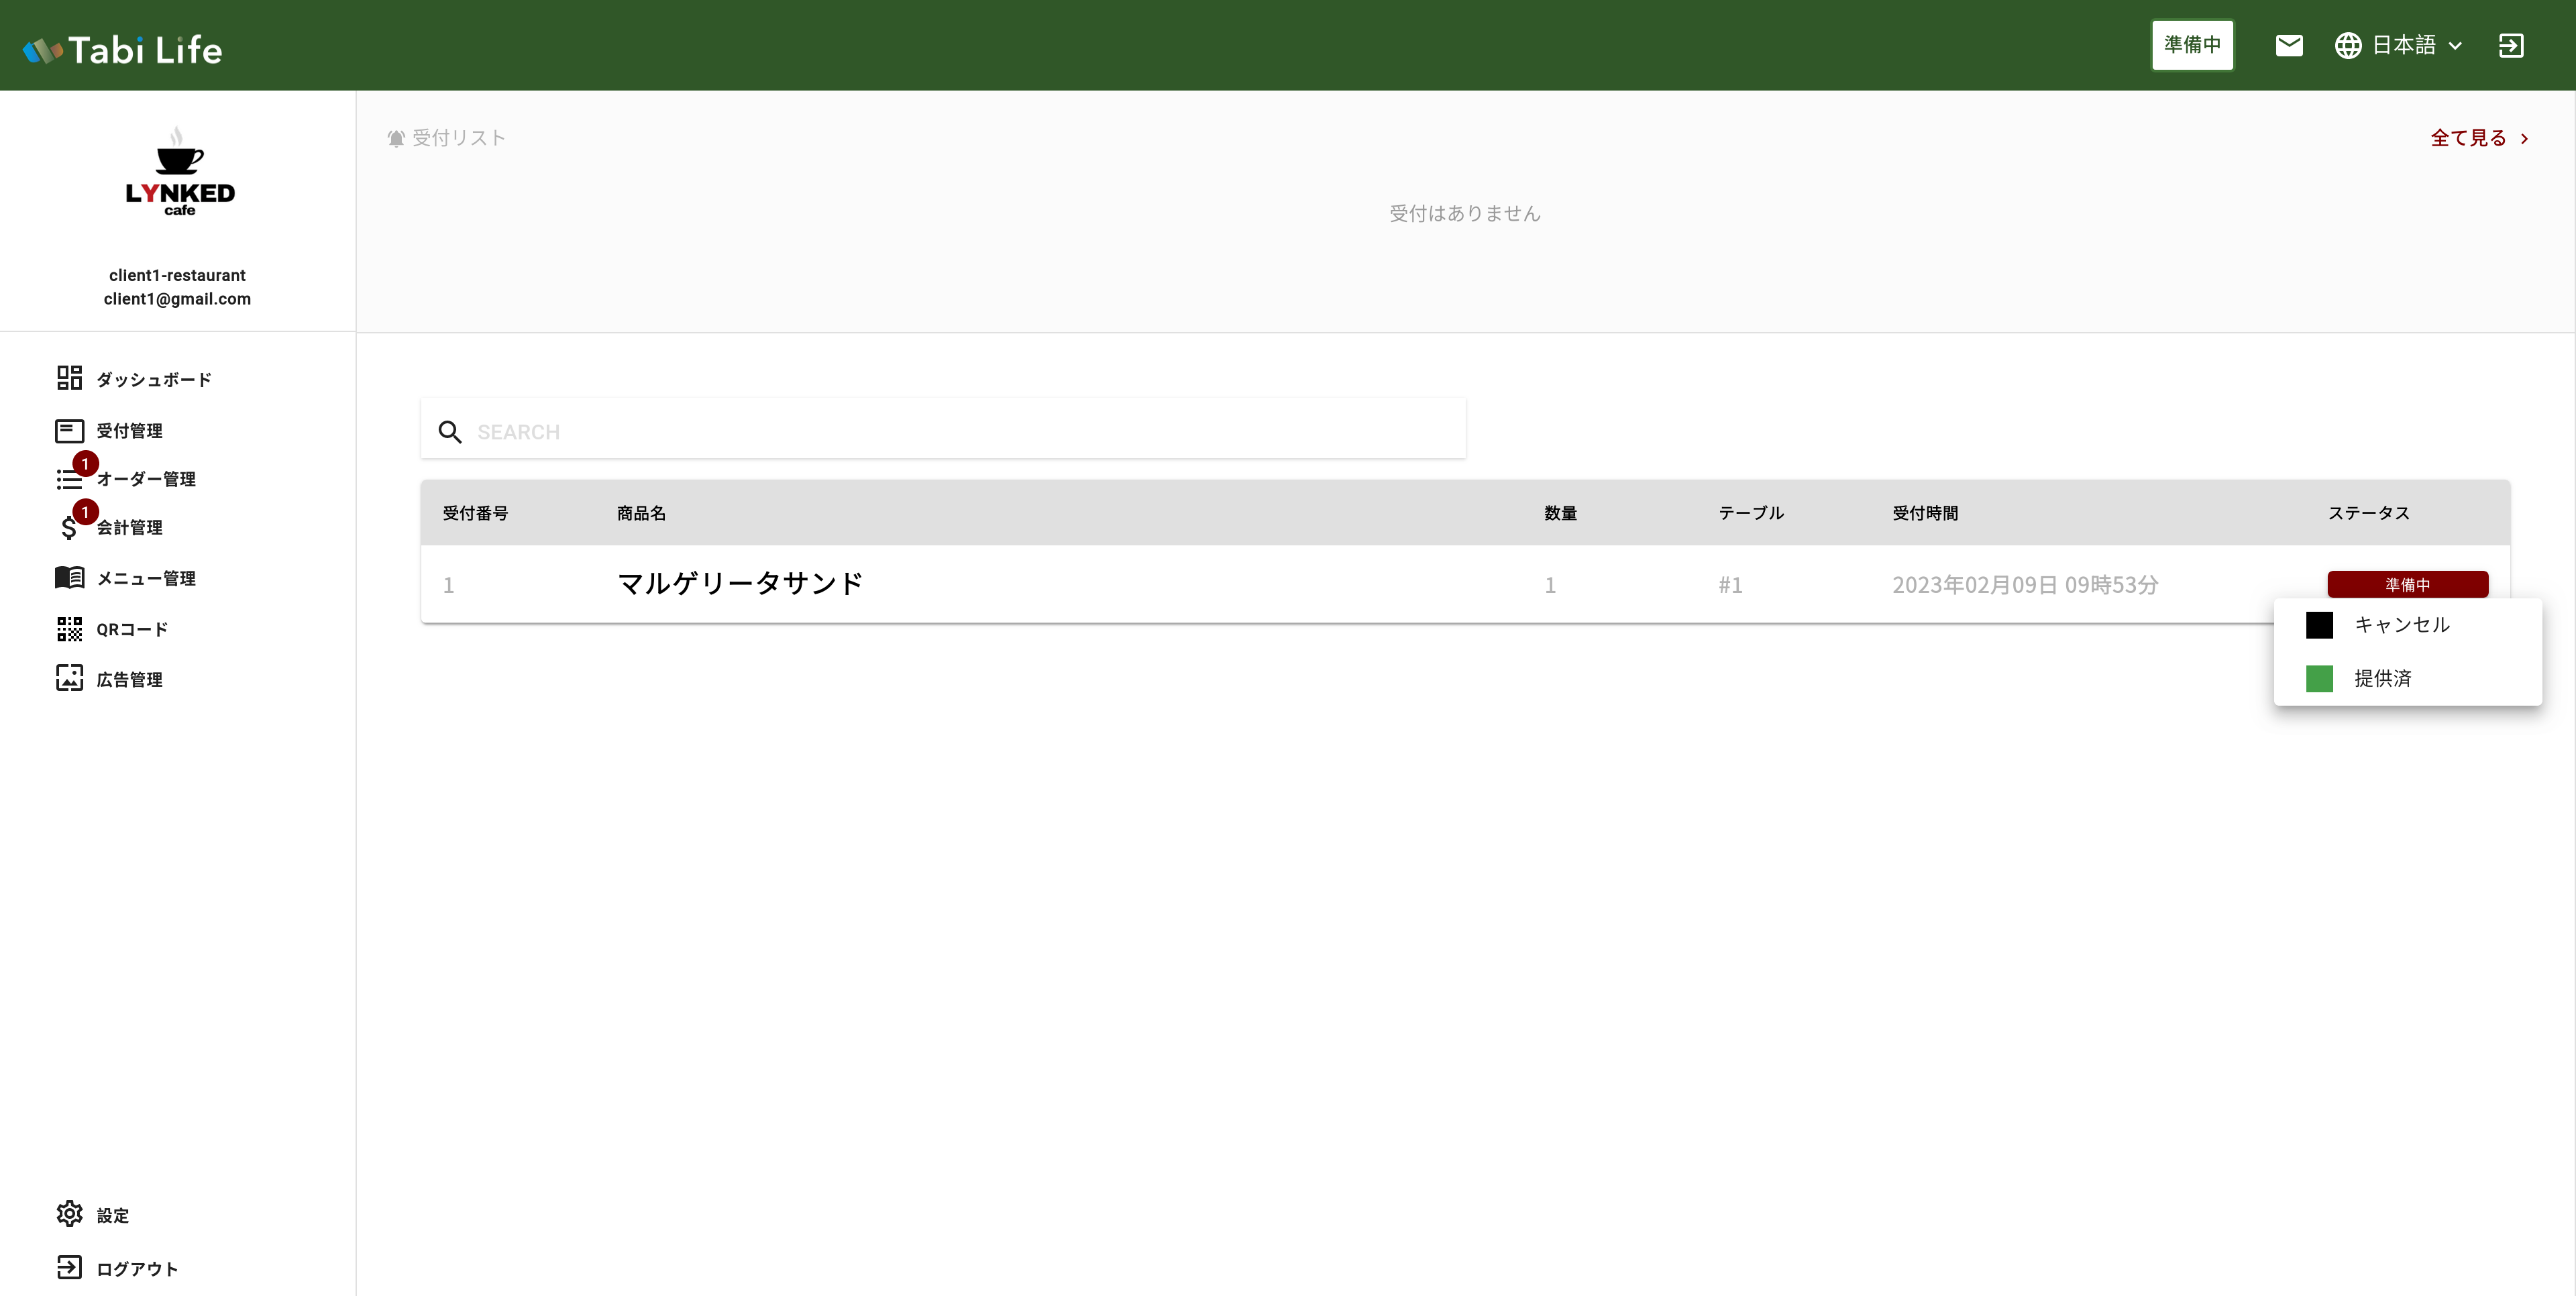 Tabi Life
準備中
日本語
LYNKED
cafe
client1-restaurant
client1@gmail.com
ダッシュボード
受付管理
1
オーダー管理
1
会計管理
メニュー管理
QRコード
広告管理
設定
ログアウト
受付リスト
全て見る
受付はありません
SEARCH
受付番号 商品名 数量 テーブル 受付時間 ステータス
1 マルゲリータサンド 1 #1 2023年02月09日 09時53分 準備中
キャンセル
提供済